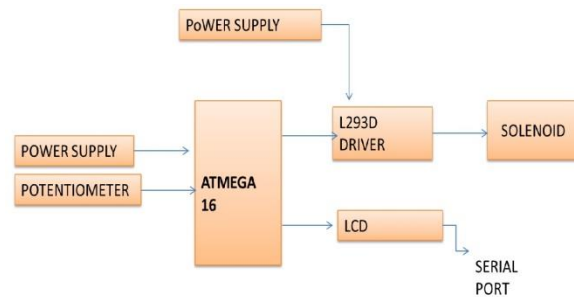 PoWER SUPPLY
L293D
DRIVER
SOLENOID
POWER SUPPLY
POTENTIOMETER
ATMEGA
16
LCD
SERIAL
PORT